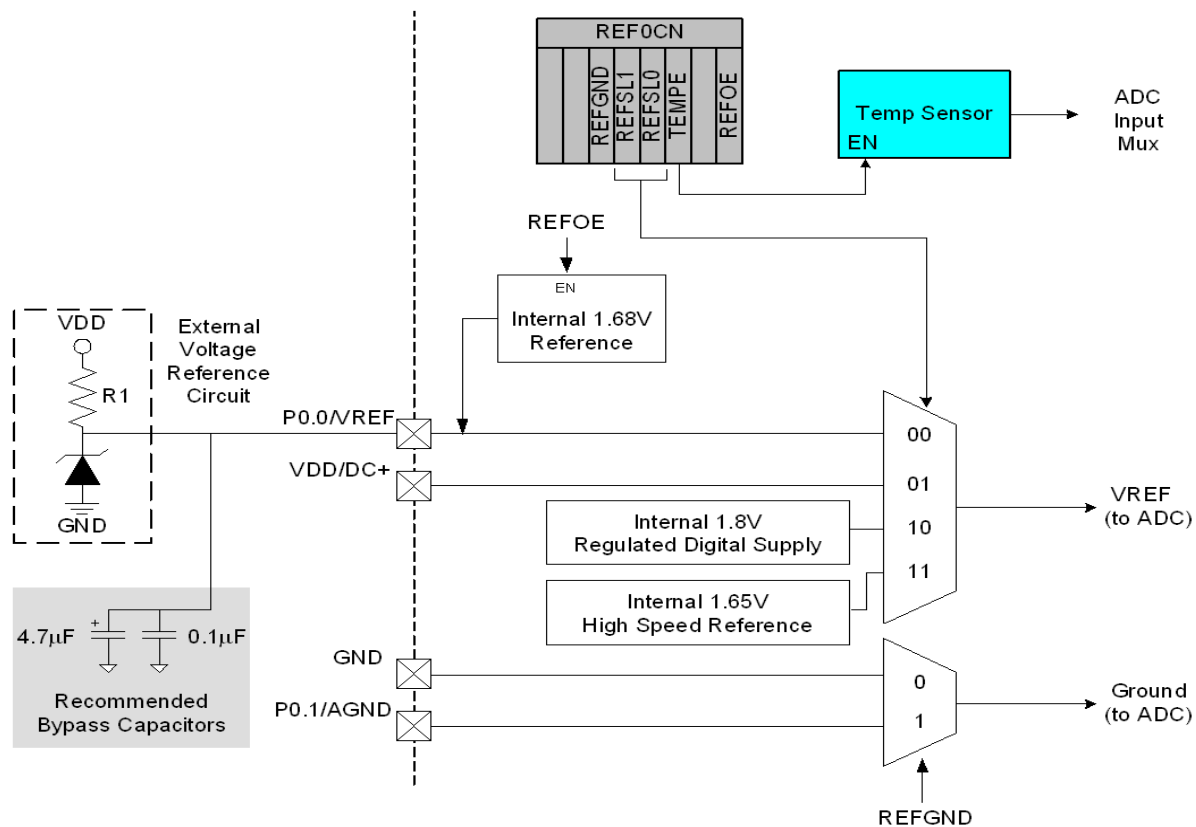 REF0CN
REFGND
REFSL1
REFSL0
TEMPE
REFOE
Temp Sensor
EN
ADC
Input
Mux
REFOE
EN
Internal 1.68V
Reference
VDD
R1
GND
External
Voltage
Reference
Circuit
P0.0/VREF
VDD/DC+
00
01
10
11
VREF
(to ADC)
Internal 1.8V
Regulated Digital Supply
Internal 1.65V
High Speed Reference
4.7µF
+
0.1µF
Recommended
Bypass Capacitors
GND
P0.1/AGND
0
1
Ground
(to ADC)
REFGND